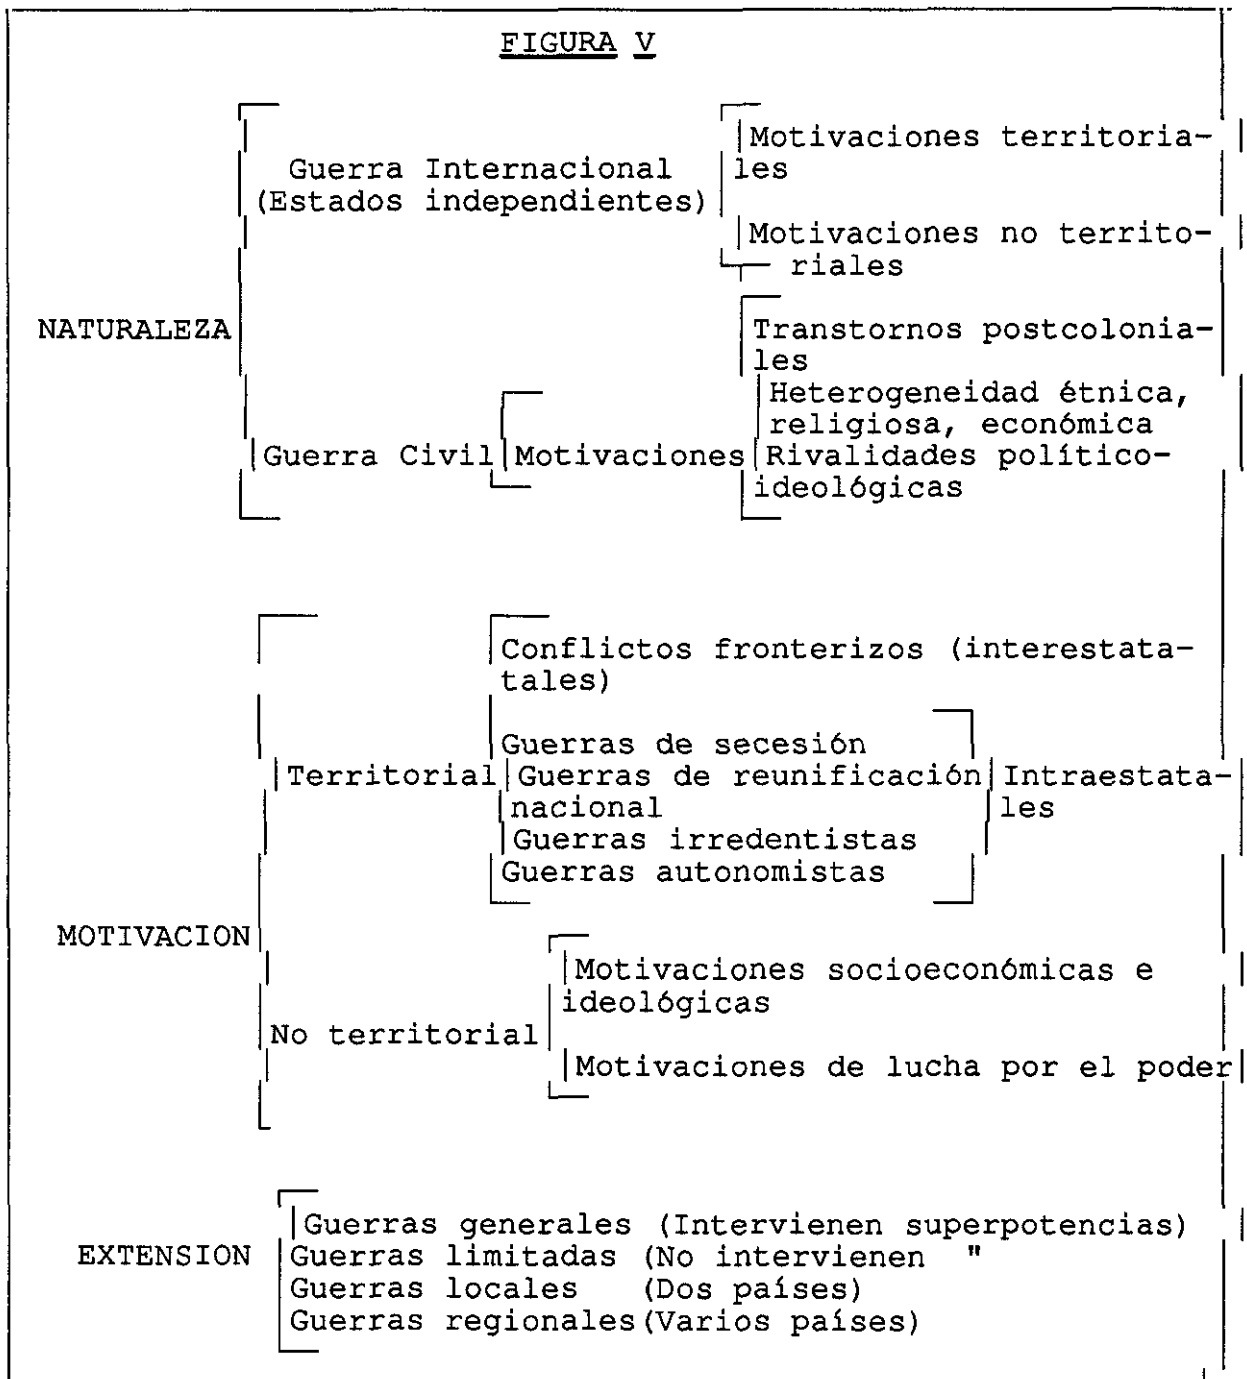 FIGURA V
Motivaciones territoria-
Guerra Internacional les
(Estados independientes)
Motivaciones no territo-
riales
NATURALEZA Transtornos postcolonia-
les
Heterogeneidad étnica,
religiosa, económica
Guerra Civil Motivaciones Rivalidades político-
ideológicas
Conflictos fronterizos (interestata-
tales)
Guerras de secesión
Territorial Guerras de reunificación Intraestata-
nacional les
Guerras irredentistas
Guerras autonomistas
MOTIVACION
Motivaciones socioeconómicas e
ideológicas
No territorial
Motivaciones de lucha por el poder
Guerras generales (Intervienen superpotencias)
EXTENSION Guerras limitadas (No intervienen "
Guerras locales (Dos países)
Guerras regionales (Varios países)